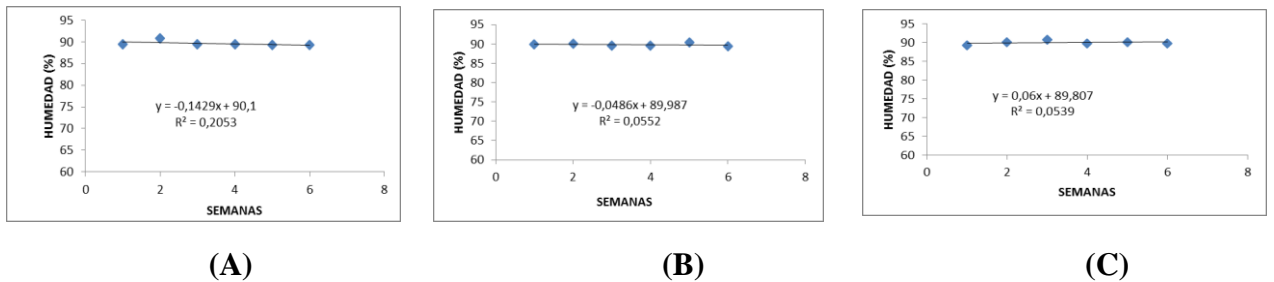 HUMEDAD (%)
95
90
85
80
75
70
65
60
y = -0,1429x + 90,1
R² = 0,2053
0
2
4
6
8
SEMANAS
(A)
HUMEDAD (%)
95
90
85
80
75
70
65
60
y = -0,0486x + 89,987
R² = 0,0552
0
2
4
6
8
SEMANAS
(B)
HUMEDAD (%)
95
90
85
80
75
70
65
60
y = 0,06x + 89,807
R² = 0,0539
0
2
4
6
8
SEMANAS
(C)